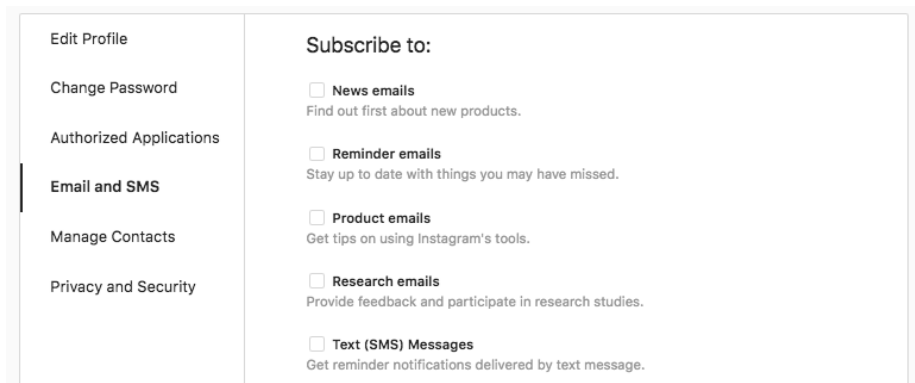 Edit Profile
Change Password
Authorized Applications
Email and SMS
Manage Contacts
Privacy and Security
Subscribe to:
News emails
Find out first about new products.
Reminder emails
Stay up to date with things you may have missed.
Product emails
Get tips on using Instagram's tools.
Research emails
Provide feedback and participate in research studies.
Text (SMS) Messages
Get reminder notifications delivered by text message.